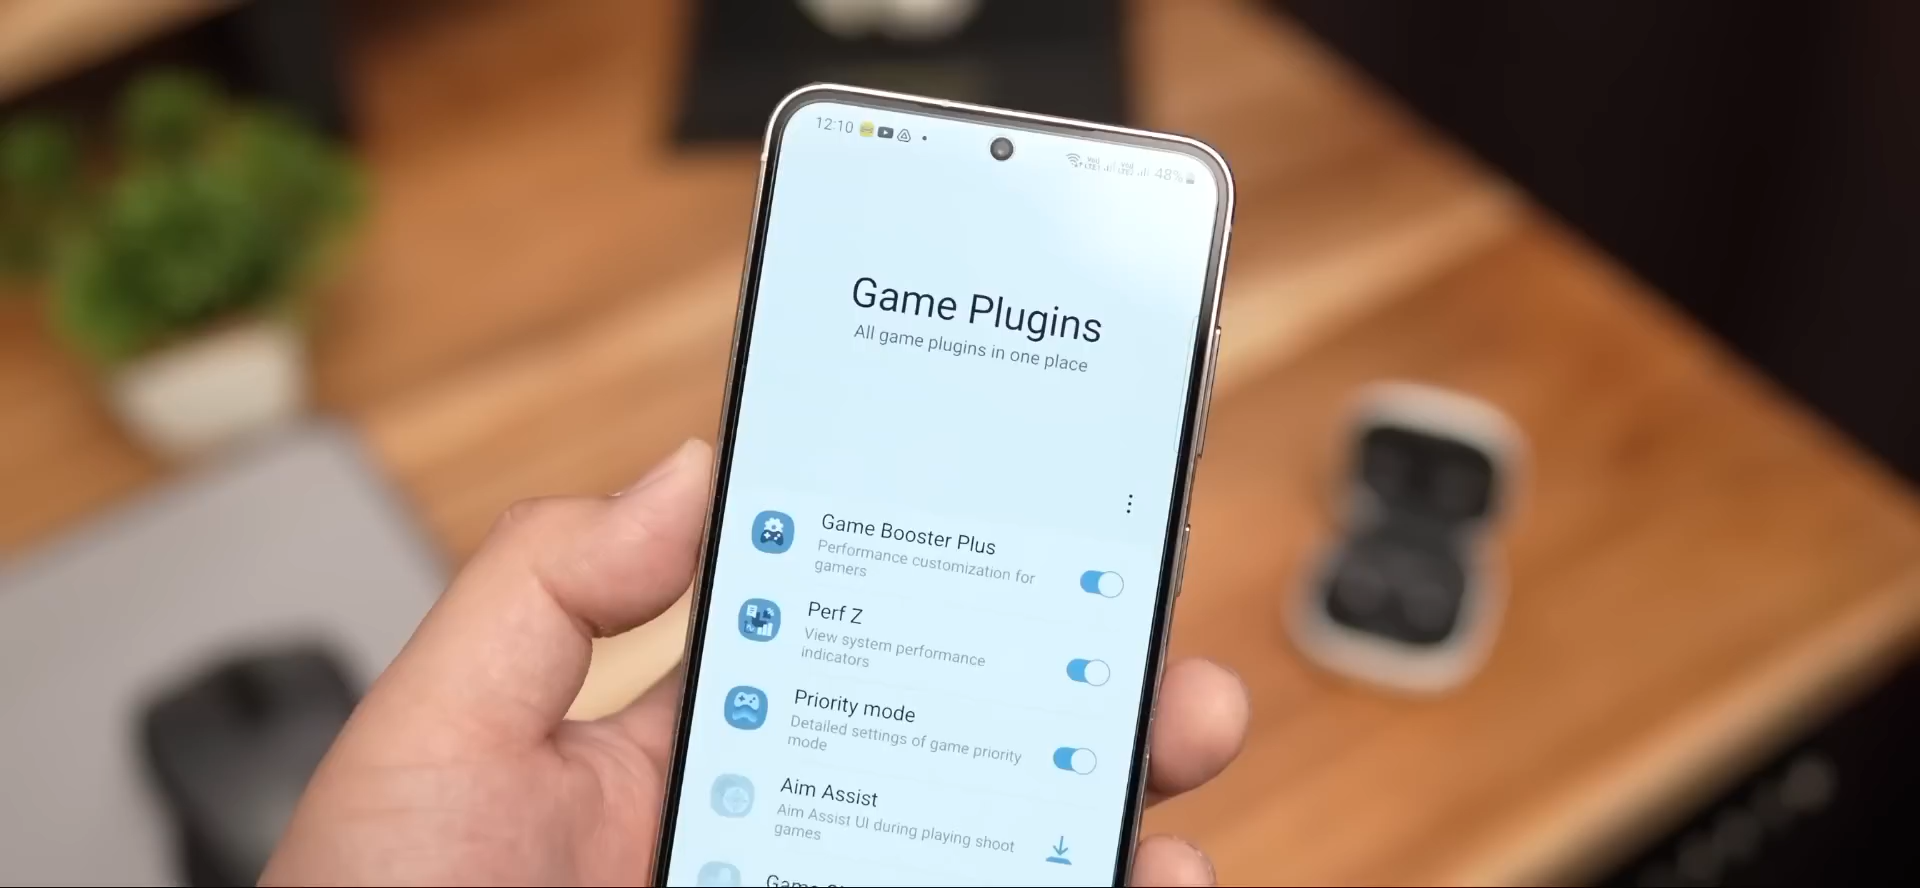 12:10
48%
Game Plugins
All game plugins in one place
Game Booster Plus
Performance customization for
gamers
Perf Z
View system performance
indicators
Priority mode
Detailed settings of game priority
mode
Aim Assist
Aim Assist UI during playing shoot
games